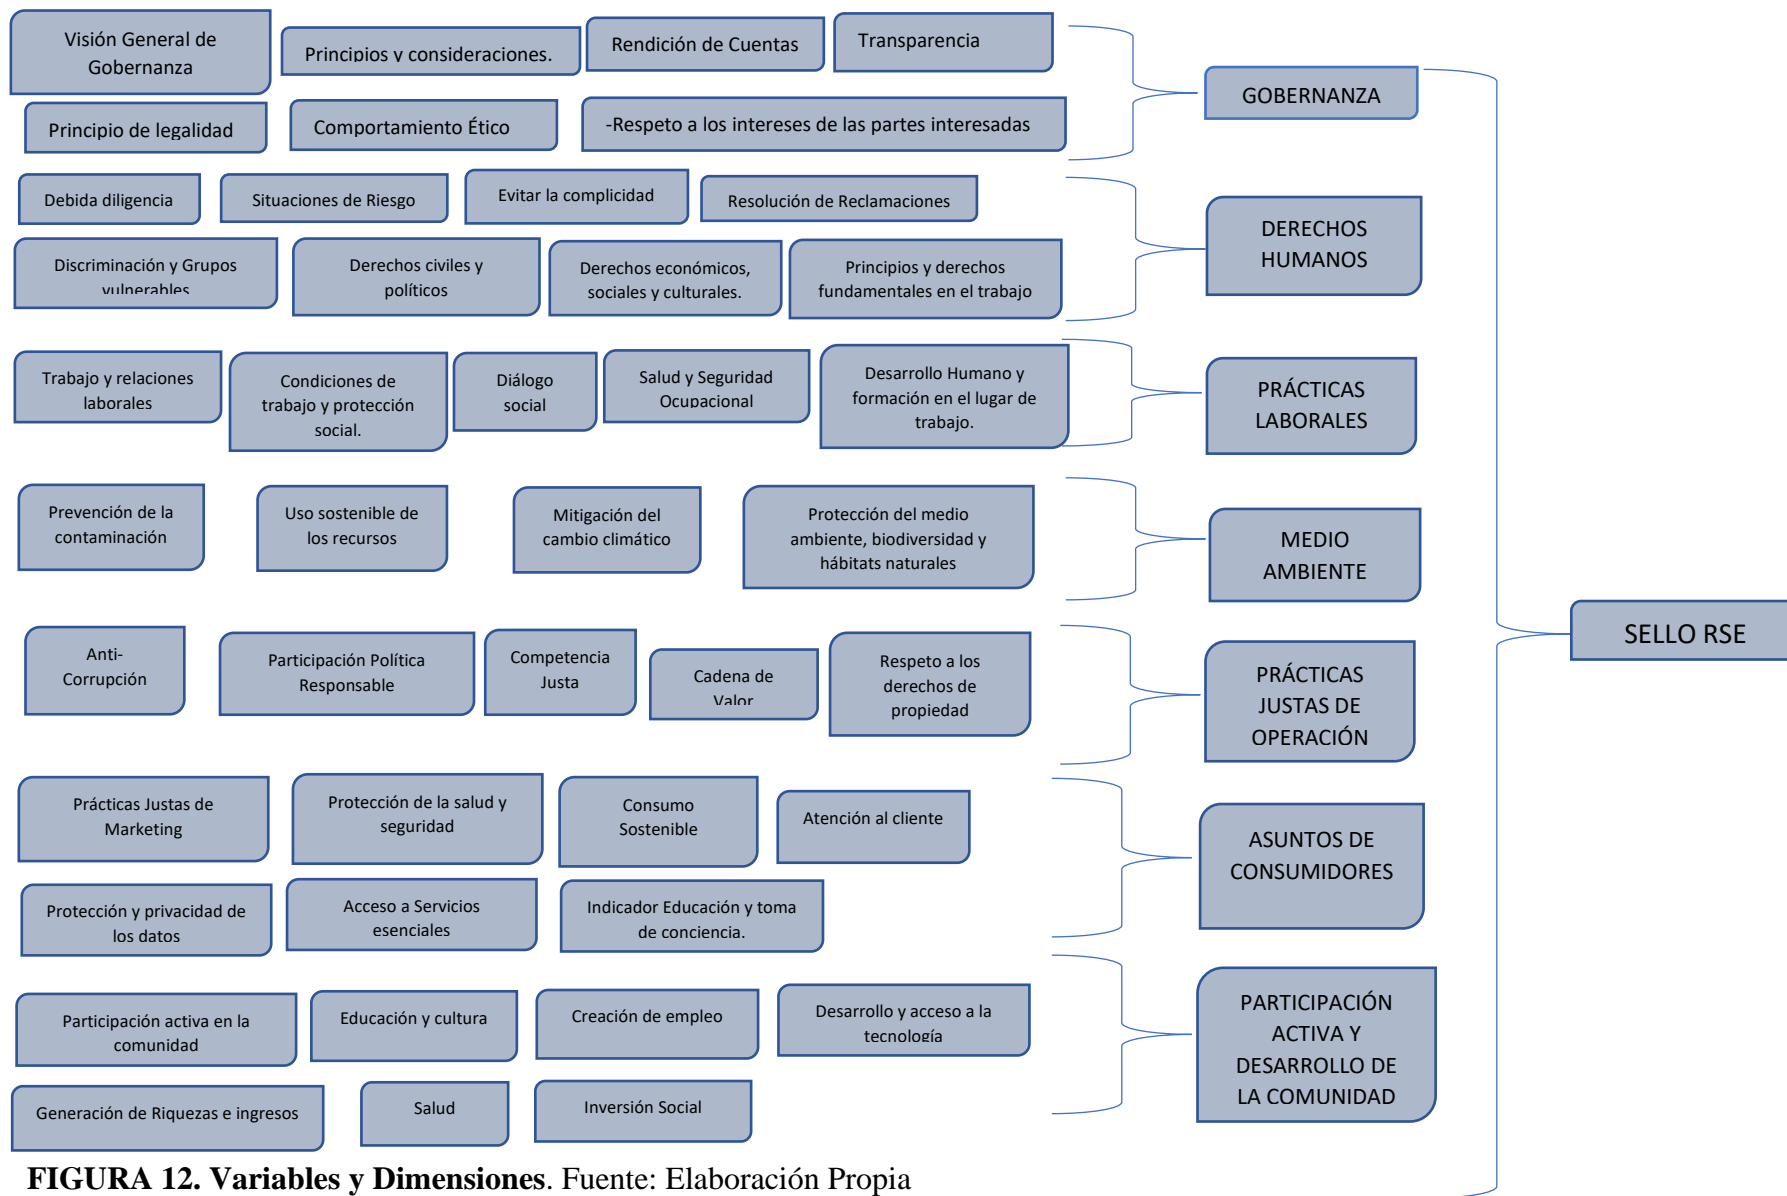 Visión General de
Gobernanza
Principios y consideraciones.
Rendición de Cuentas
Transparencia
GOBERNANZA
Principio de legalidad
Comportamiento Ético
-Respeto a los intereses de las partes interesadas
Debida diligencia
Situaciones de Riesgo
Evitar la complicidad
Resolución de Reclamaciones
DERECHOS
HUMANOS
Discriminación y Grupos
vulnerables
Derechos civiles y
políticos
Derechos económicos,
sociales y culturales.
Principios y derechos
fundamentales en el trabajo
Trabajo y relaciones
laborales
Condiciones de
trabajo y protección
social.
Diálogo
social
Salud y Seguridad
Ocupacional
Desarrollo Humano y
formación en el lugar de
trabajo.
PRÁCTICAS
LABORALES
Prevención de la
contaminación
Uso sostenible de
los recursos
Mitigación del
cambio climático
Protección del medio
ambiente, biodiversidad y
hábitats naturales
MEDIO
AMBIENTE
SELLO RSE
Anti-
Corrupción
Participación Política
Responsable
Competencia
Justa
Cadena de
Valor
Respeto a los
derechos de
propiedad
PRÁCTICAS
JUSTAS DE
OPERACIÓN
Prácticas Justas de
Marketing
Protección de la salud y
seguridad
Consumo
Sostenible
Atención al cliente
ASUNTOS DE
CONSUMIDORES
Protección y privacidad de
los datos
Acceso a Servicios
esenciales
Indicador Educación y toma
de conciencia.
Participación activa en la
comunidad
Educación y cultura
Creación de empleo
Desarrollo y acceso a la
tecnología
PARTICIPACIÓN
ACTIVA Y
DESARROLLO DE
LA COMUNIDAD
Generación de Riquezas e ingresos
Salud
Inversión Social
FIGURA 12. Variables y Dimensiones. Fuente: Elaboración Propia